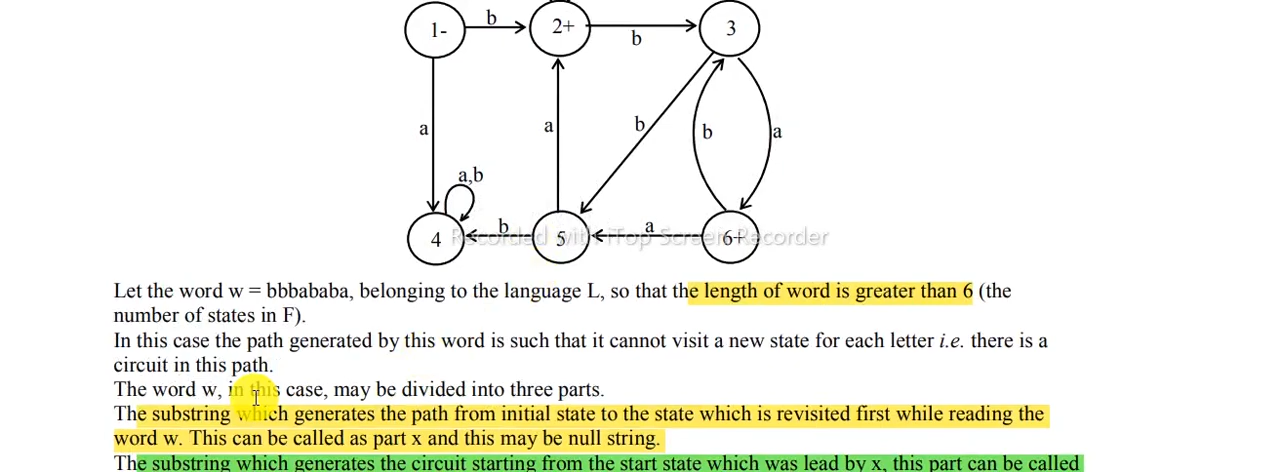 1-
b
2+
b
3
a
a
b
b
a
a,b
4
b
5
a
6+
Recorded with iTop Screen Recorder
Let the word w = bbbababa, belonging to the language L, so that the length of word is greater than 6 (the
number of states in F).
In this case the path generated by this word is such that it cannot visit a new state for each letter i.e. there is a
circuit in this path.
The word w, in this case, may be divided into three parts.
The substring which generates the path from initial state to the state which is revisited first while reading the
word w. This can be called as part x and this may be null string.
The substring which generates the circuit starting from the start state which was lead by x, this part can be called